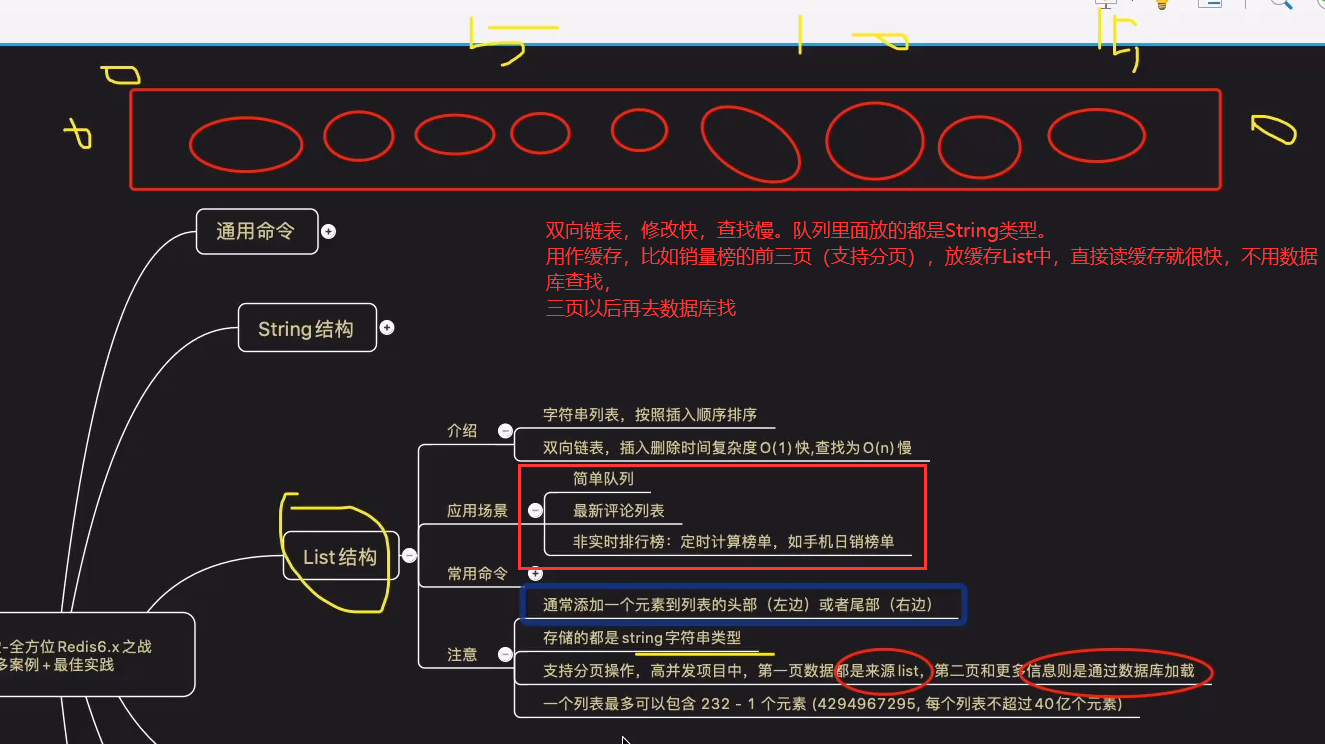 通用命令
双向链表，修改快，查找慢。队列里面放的都是String类型。
用作缓存，比如销量榜的前三页（支持分页），放缓存List中，直接读缓存就很快，不用数据
库查找，
三页以后再去数据库找
String结构
介绍
字符串列表，按照插入顺序排序
双向链表，插入删除时间复杂度O(1)快,查找为O(n)慢
应用场景
简单队列
最新评论列表
非实时排行榜：定时计算榜单，如手机日销榜单
List结构
常用命令
注意
通常添加一个元素到列表的头部（左边）或者尾部（右边）
存储的都是string字符串类型
支持分页操作，高并发项目中，第一页数据都是来源list，第二页和更多信息则是通过数据库加载
一个列表最多可以包含 232 - 1 个元素 (4294967295, 每个列表不超过40亿个元素)
-全方位Redis6.x之战
多案例+最佳实践